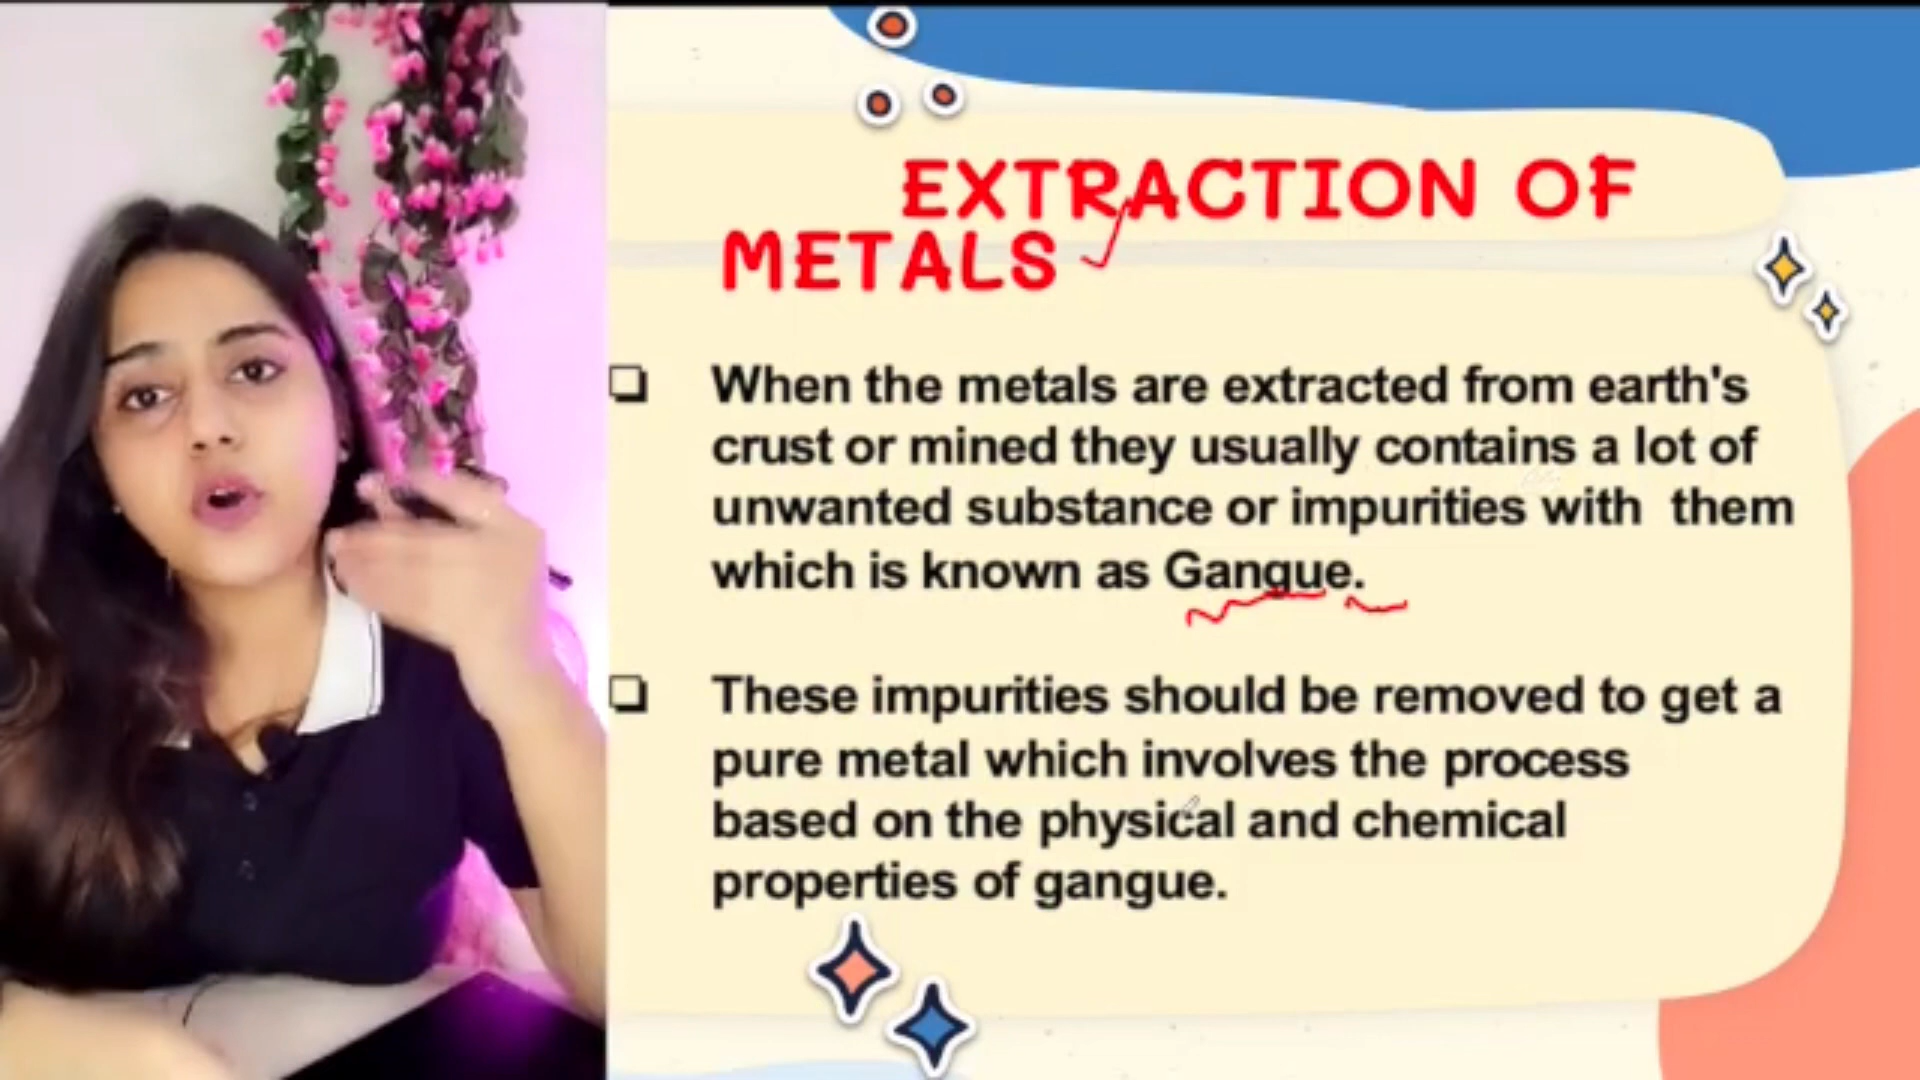 EXTRACTION OF
METALS
When the metals are extracted from earth's
crust or mined they usually contains a lot of
unwanted substance or impurities with them
which is known as Gangue.
These impurities should be removed to get a
pure metal which involves the process
based on the physical and chemical
properties of gangue.